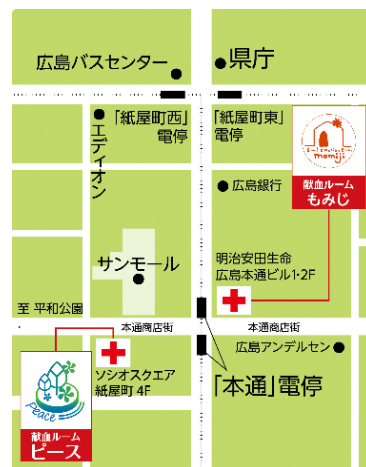 広島バスセンター
県庁
「紙屋町西」
電停
「紙屋町東」
電停
エディオン
momiji
献血ルーム
もみじ
広島銀行
サンモール
明治安田生命
広島本通ビル1・2F
至 平和公園
本通商店街
本通商店街
広島アンデルセン
ソシオスクエア
紙屋町 4F
「本通」電停
Peace
献血ルーム
ピース